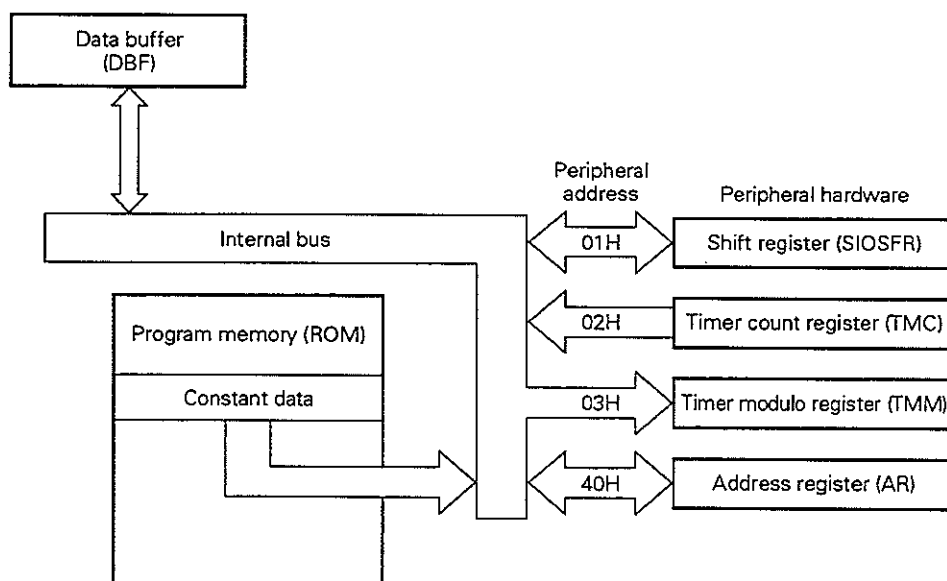 Data buffer
(DBF)
Peripheral
address
Peripheral hardware
Internal bus
01H
Shift register (SIOSFR)
Program memory (ROM)
02H
Timer count register (TMC)
Constant data
03H
Timer modulo register (TMM)
40H
Address register (AR)